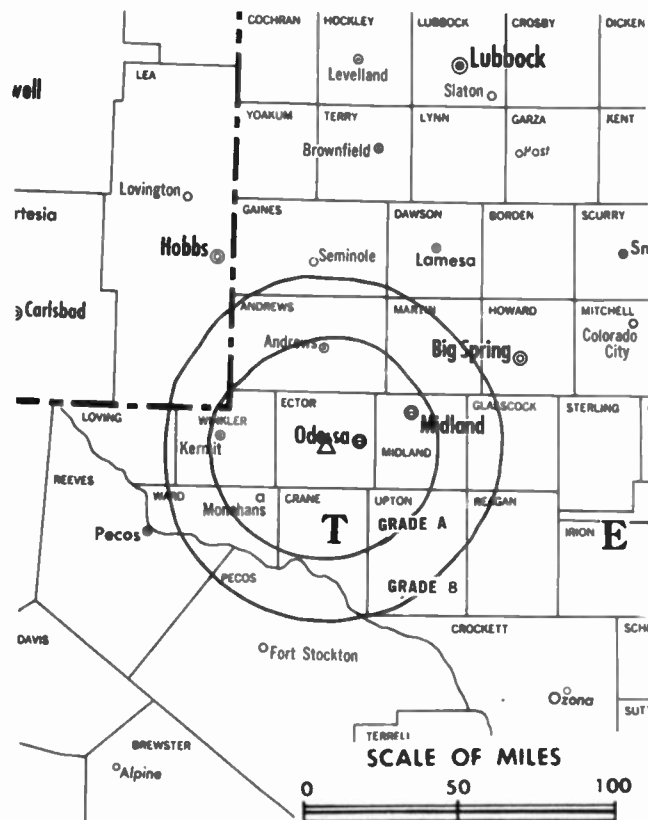 COCHRAN HOCKLEY LUBBOCK CROSBY DICKEN
Levelland Lubbock
LEA
well
Slaton
YOAKUM TERRY LYNN GARZA KENT
Brownfield Post
Lovington
rtesia
GAINES DAWSON BORDEN SCURRY
Hobbs Seminole Lamesa Sn
Carlsbad
ANDREWS MARTIN HOWARD MITCHELL
Andrews Big Spring Colorado
City
LOVING WINKLER ECTOR GLASSCOCK STERLING
Kermit Odessa Midland
MIDLAND
REEVES
WARD CRANE UPTON REAGAN
Monahans
Pecos T GRADE A IRION E
PECOS GRADE B
DAVIS CROCKETT SCH
Fort Stockton
Ozona
SUTT
TERRELL
BREWSTER SCALE OF MILES
Alpine
0 50 100